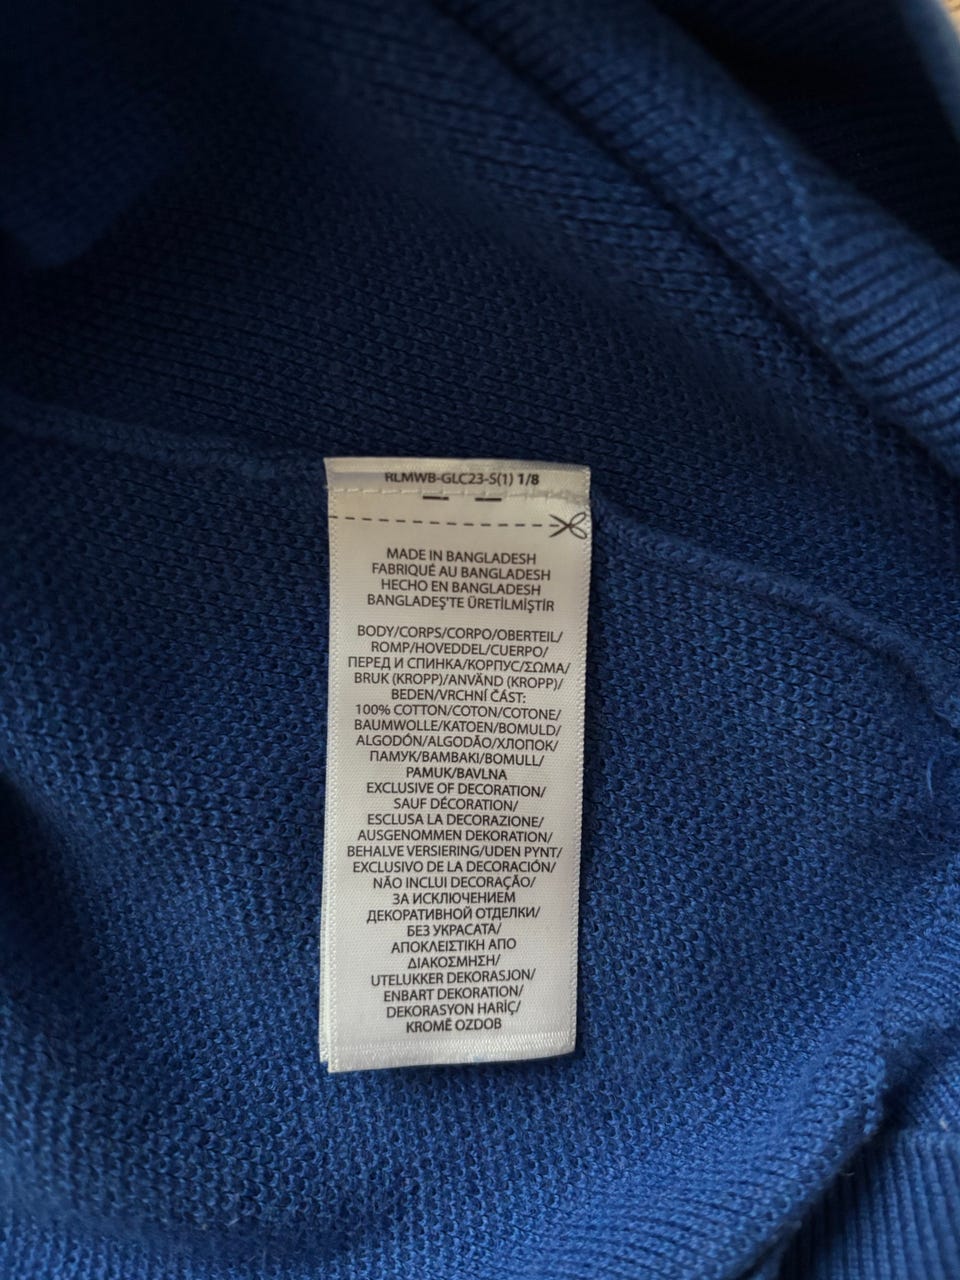 RLMWB-GLC23-S(1) 1/8
MADE IN BANGLADESH
FABRIQUÉ AU BANGLADESH
HECHO EN BANGLADESH
BANGLADEŞ'TE ÜRETİLMİŞTİR
BODY/CORPS/CORPO/OBERTEIL/
ROMP/HOVEDDEL/CUERPO/
ПЕРЕД И СПИНКА/КОРПУС/ΣΩΜΑ/
BRUK (KROPP)/ANVÄND (KROPP)/
BEDEN/VRCHNÍ ČÁST:
100% COTTON/COTON/COTONE/
BAUMWOLLE/KATOEN/BOMULD/
ALGODÓN/ALGODÃO/ХЛОПОК/
ПАМУК/BAMBAKI/BOMULL/
PAMUK/BAVLNA
EXCLUSIVE OF DECORATION/
SAUF DÉCORATION/
ESCLUSA LA DECORAZIONE/
AUSGENOMMEN DEKORATION/
BEHALVE VERSIERING/UDEN PYNT/
EXCLUSIVO DE LA DECORACIÓN/
NÃO INCLUI DECORAÇÃO/
ЗА ИСКЛЮЧЕНИЕМ
ДЕКОРАТИВНОЙ ОТДЕЛКИ/
БЕЗ УКРАСАТА/
ΑΠΟΚΛΕΙΣΤΙΚΗ ΑΠΟ
ΔΙΑΚΟΣΜΗΣΗ/
UTELUKKER DEKORASJON/
ENBART DEKORATION/
DEKORASYON HARİÇ/
KROMĚ OZDOB